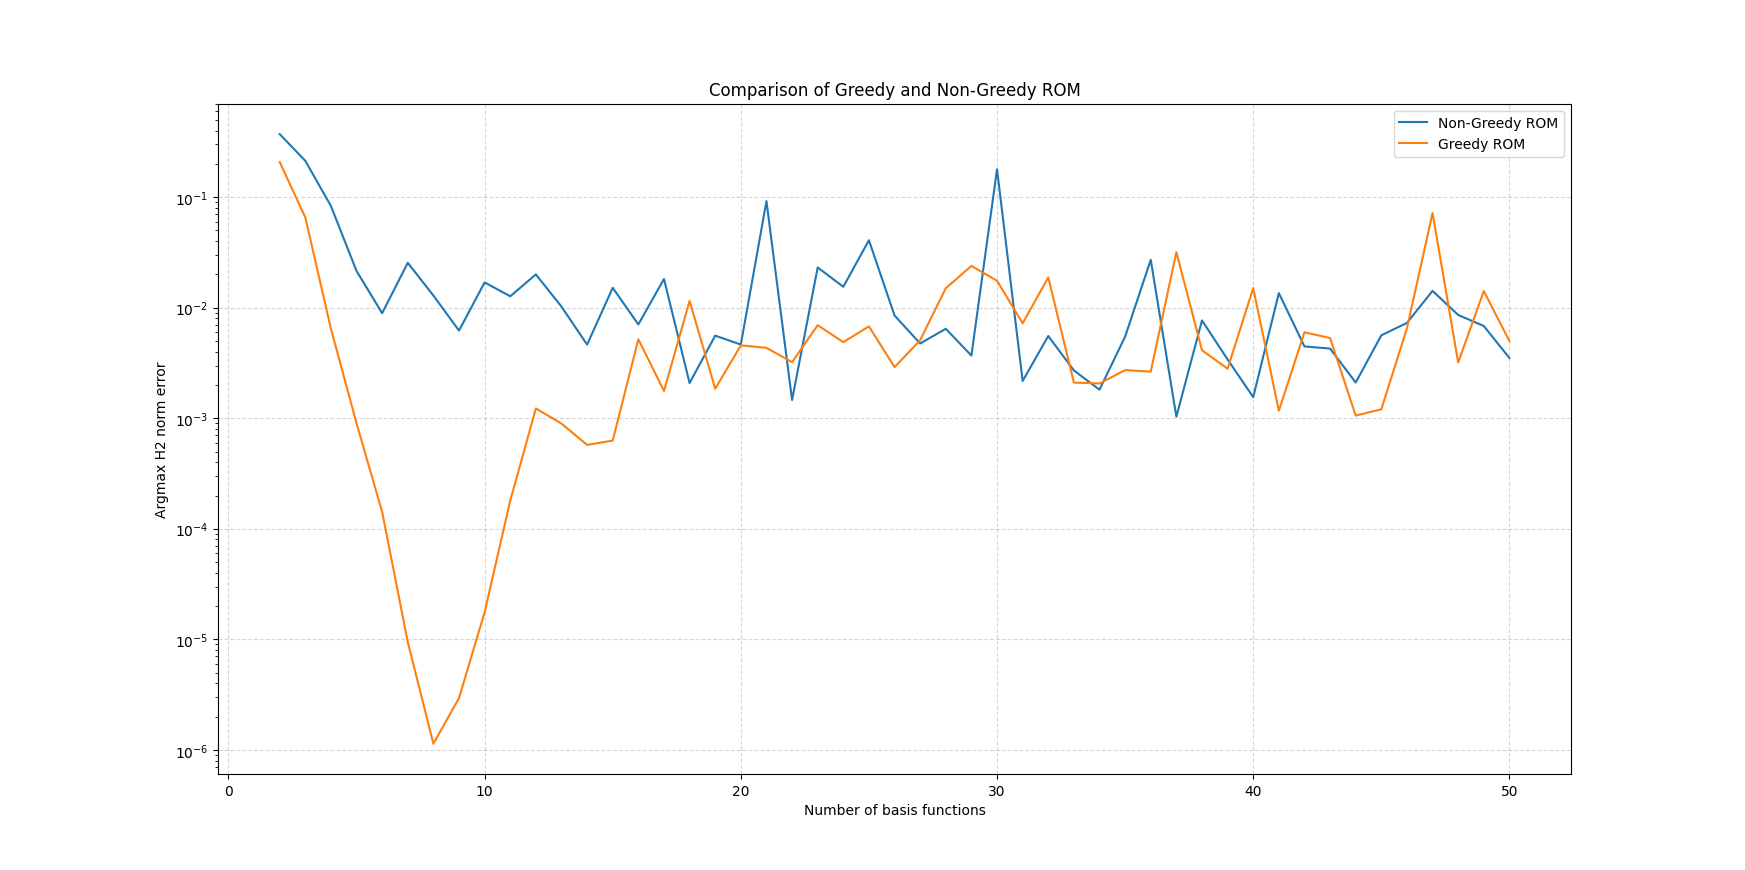 Comparison of Greedy and Non-Greedy ROM
Non-Greedy ROM
Greedy ROM
Argmax H2 norm error
10⁻¹
10⁻²
10⁻³
10⁻⁴
10⁻⁵
10⁻⁶
0 10 20 30 40 50
Number of basis functions